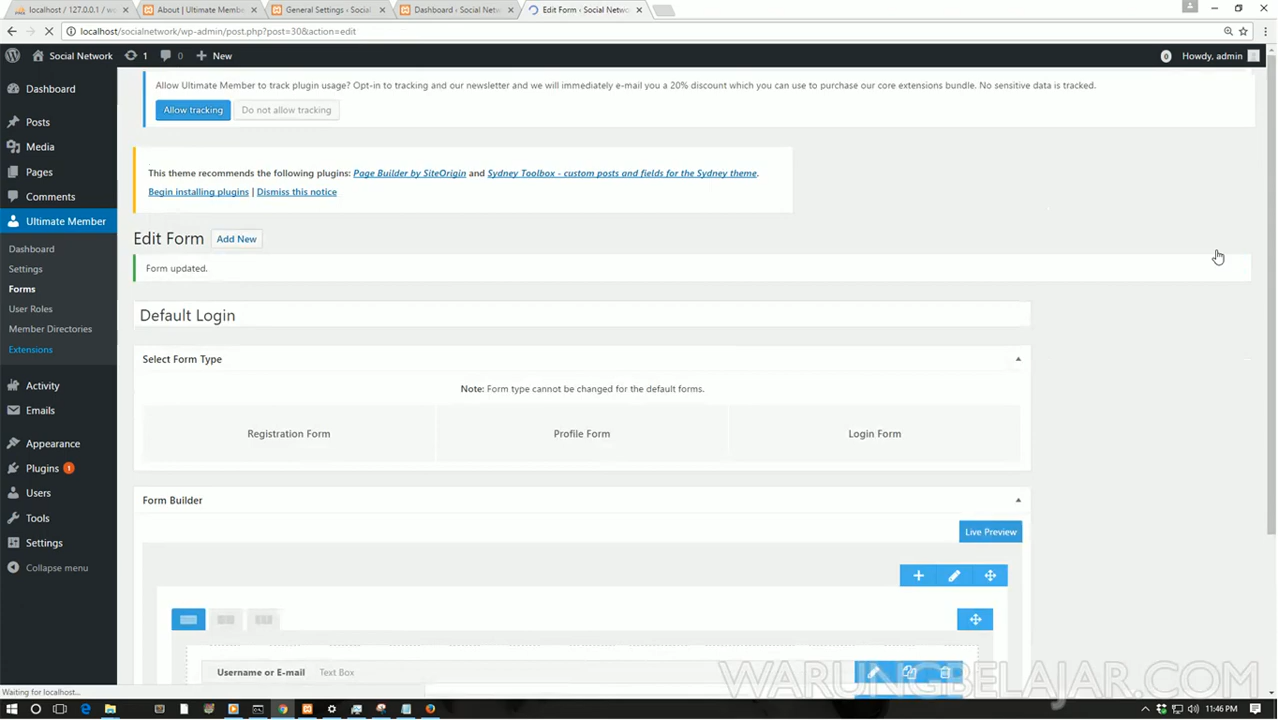 localhost / 127.0.0.1 / w
About | Ultimate Membe
General Settings ‹ Social
Dashboard ‹ Social Netwo
Edit Form ‹ Social Netwo
localhost/socialnetwork/wp-admin/post.php?post=30&action=edit
Social Network
1
0
New
0
Howdy, admin
Dashboard
Posts
Media
Pages
Comments
Ultimate Member
Dashboard
Settings
Forms
User Roles
Member Directories
Extensions
Activity
Emails
Appearance
Plugins 1
Users
Tools
Settings
Collapse menu
Allow Ultimate Member to track plugin usage? Opt-in to tracking and our newsletter and we will immediately e-mail you a 20% discount which you can use to purchase our core extensions bundle. No sensitive data is tracked.
Allow tracking
Do not allow tracking
This theme recommends the following plugins: Page Builder by SiteOrigin and Sydney Toolbox - custom posts and fields for the Sydney theme.
Begin installing plugins | Dismiss this notice
Edit Form
Add New
Form updated.
Default Login
Select Form Type
Note: Form type cannot be changed for the default forms.
Registration Form
Profile Form
Login Form
Form Builder
Live Preview
Username or E-mail
Text Box
WARUNGBELAJAR.COM
Waiting for localhost...
11:46 PM